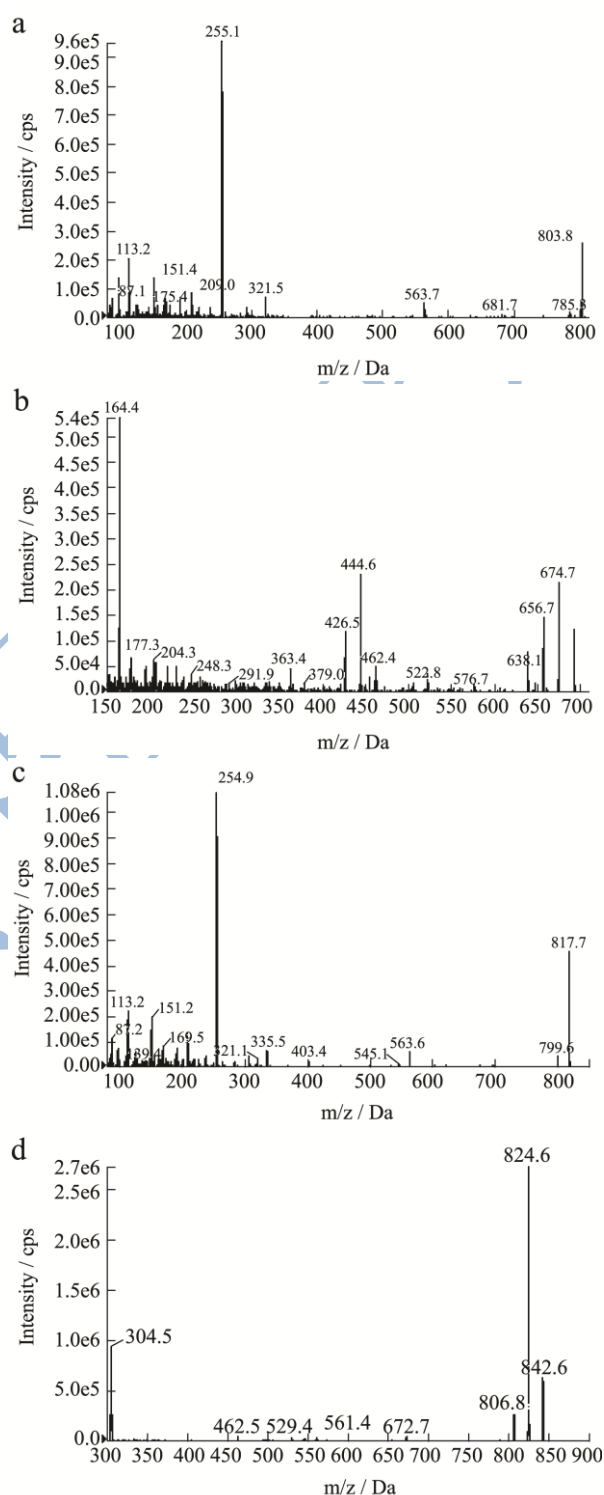 a
9.6e5
9.0e5
8.0e5
7.0e5
6.0e5
5.0e5
4.0e5
3.0e5
2.0e5
1.0e5
0.0
Intensity / cps
255.1
803.8
113.2
151.4
87.1
175.4
209.0
321.5
563.7
681.7
100 200 300 400 500 600 700 800
m/z / Da
b
5.4e5
5.0e5
4.5e5
4.0e5
3.5e5
3.0e5
2.5e5
2.0e5
1.5e5
1.0e5
5.0e4
0.0
Intensity / cps
164.4
444.6
674.7
656.7
426.5
638.1
177.3
204.3
248.3
291.9
363.4
379.0
462.4
522.8
576.7
150 200 250 300 350 400 450 500 550 600 650 700
m/z / Da
c
1.08e6
1.00e6
9.00e5
8.00e5
7.00e5
6.00e5
5.00e5
4.00e5
3.00e5
2.00e5
1.00e5
0.00
Intensity / cps
254.9
817.7
113.2
151.2
87.2
169.5
321.1
335.5
403.4
545.1
563.6
799.6
100 200 300 400 500 600 700 800
m/z / Da
d
2.7e6
2.5e6
2.0e6
1.5e6
1.0e6
5.0e5
0.0
Intensity / cps
824.6
304.5
842.6
806.8
462.5
529.4
561.4
672.7
300 350 400 450 500 550 600 650 700 750 800 850 900
m/z / Da